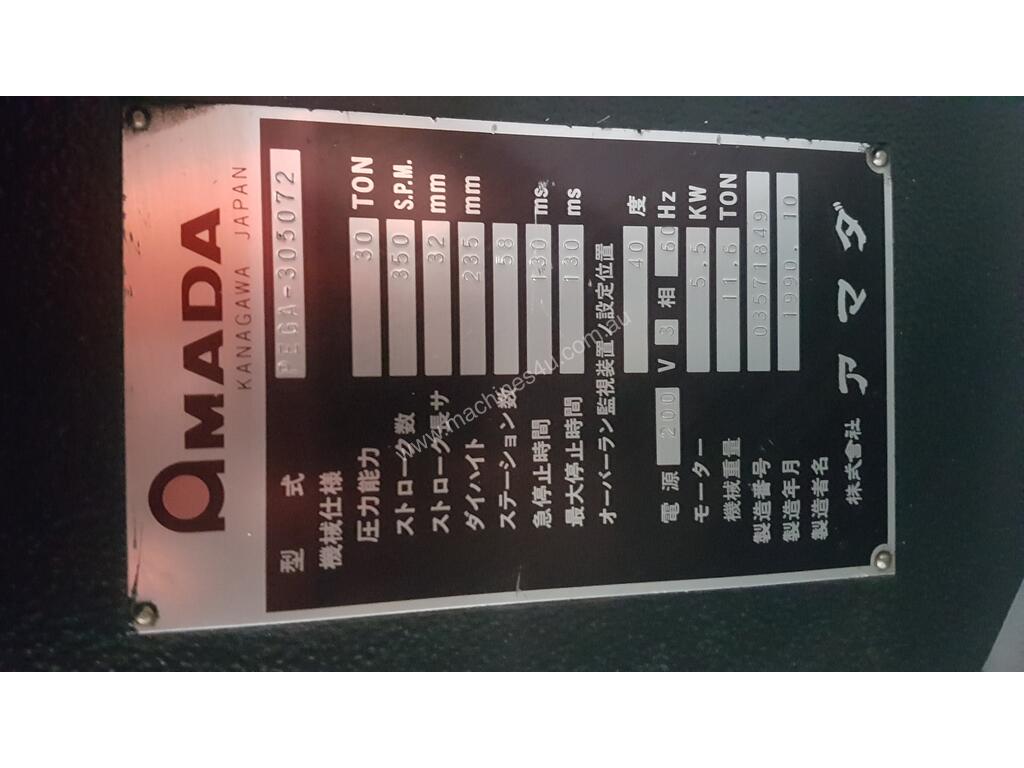 AMADA
KANAGAWA JAPAN
型 式 PEGA-305072
機械仕様
圧力能力 30 TON
ストローク数 350 S.P.M.
ストローク長サ 32 mm
ダイハイト 235 mm
ステーション数 58
急停止時間 130 ms
最大停止時間 130 ms
オーバーラン監視装置/設定位置 40 度
電源 200 V 3 相 60 Hz
モーター 5.5 KW
機械重量 11.6 TON
製造番号 03571849
製造年月 1990. 10
製造者名
株式会社 アマダ
www.machines4u.com.au